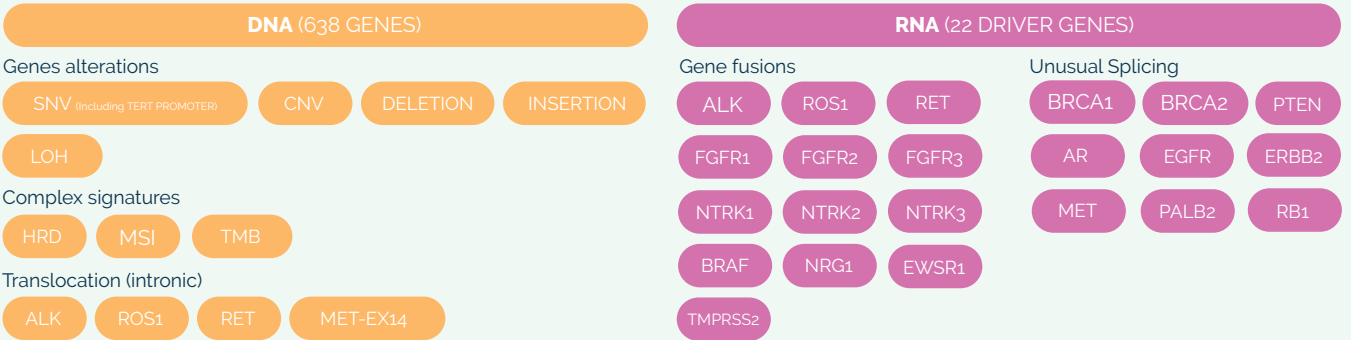 DNA (638 GENES)
Genes alterations
SNV (Including TERT PROMOTER) CNV DELETION INSERTION
LOH
Complex signatures
HRD MSI TMB
Translocation (intronic)
ALK ROS1 RET MET-EX14
RNA (22 DRIVER GENES)
Gene fusions
ALK ROS1 RET
FGFR1 FGFR2 FGFR3
NTRK1 NTRK2 NTRK3
BRAF NRG1 EWSR1
TMPRSS2
Unusual Splicing
BRCA1 BRCA2 PTEN
AR EGFR ERBB2
MET PALB2 RB1